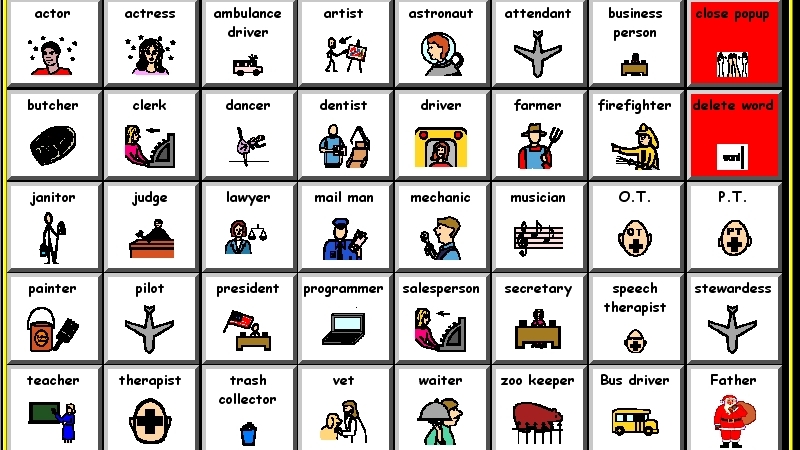 actor
actress
ambulance
driver
artist
astronaut
attendant
business
person
close popup
butcher
clerk
dancer
dentist
driver
farmer
firefighter
delete word
word
janitor
judge
lawyer
mail man
mechanic
musician
O.T.
OT
P.T.
PT
painter
pilot
president
programmer
salesperson
secretary
speech
therapist
stewardess
teacher
therapist
trash
collector
vet
waiter
zoo keeper
Bus driver
Father